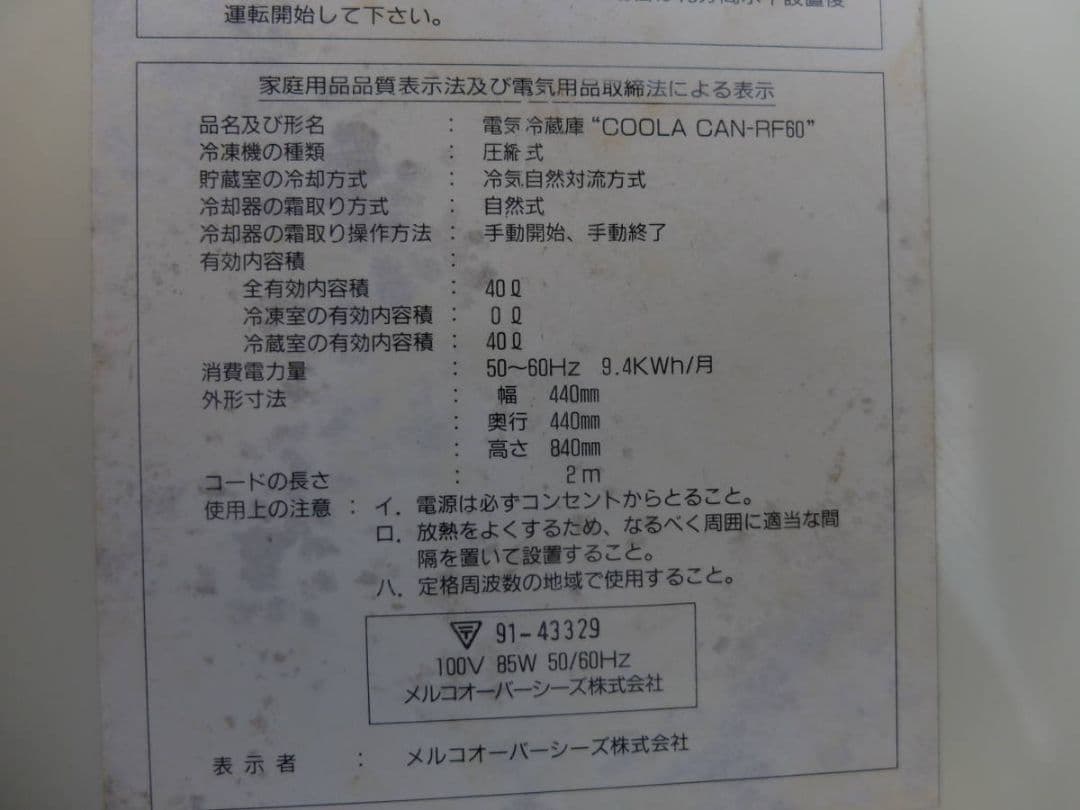 設置後
運転開始して下さい。
家庭用品品質表示法及び電気用品取締法による表示
品名及び形名 : 電気冷蔵庫“COOLA CAN-RF60”
冷凍機の種類 : 圧縮式
貯蔵室の冷却方式 : 冷気自然対流方式
冷却器の霜取り方式 : 自然式
冷却器の霜取り操作方法 : 手動開始、手動終了
有効内容積 :
全有効内容積 : 40ℓ
冷凍室の有効内容積 : 0ℓ
冷蔵室の有効内容積 : 40ℓ
消費電力量 : 50〜60Hz 9.4KWh/月
外形寸法 : 幅 440mm
: 奥行 440mm
: 高さ 840mm
コードの長さ : 2m
使用上の注意 : イ. 電源は必ずコンセントからとること。
ロ. 放熱をよくするため、なるべく周囲に適当な間
隔を置いて設置すること。
ハ. 定格周波数の地域で使用すること。
〒 91-43329
100V 85W 50/60Hz
メルコオーバーシーズ株式会社
表示者 : メルコオーバーシーズ株式会社